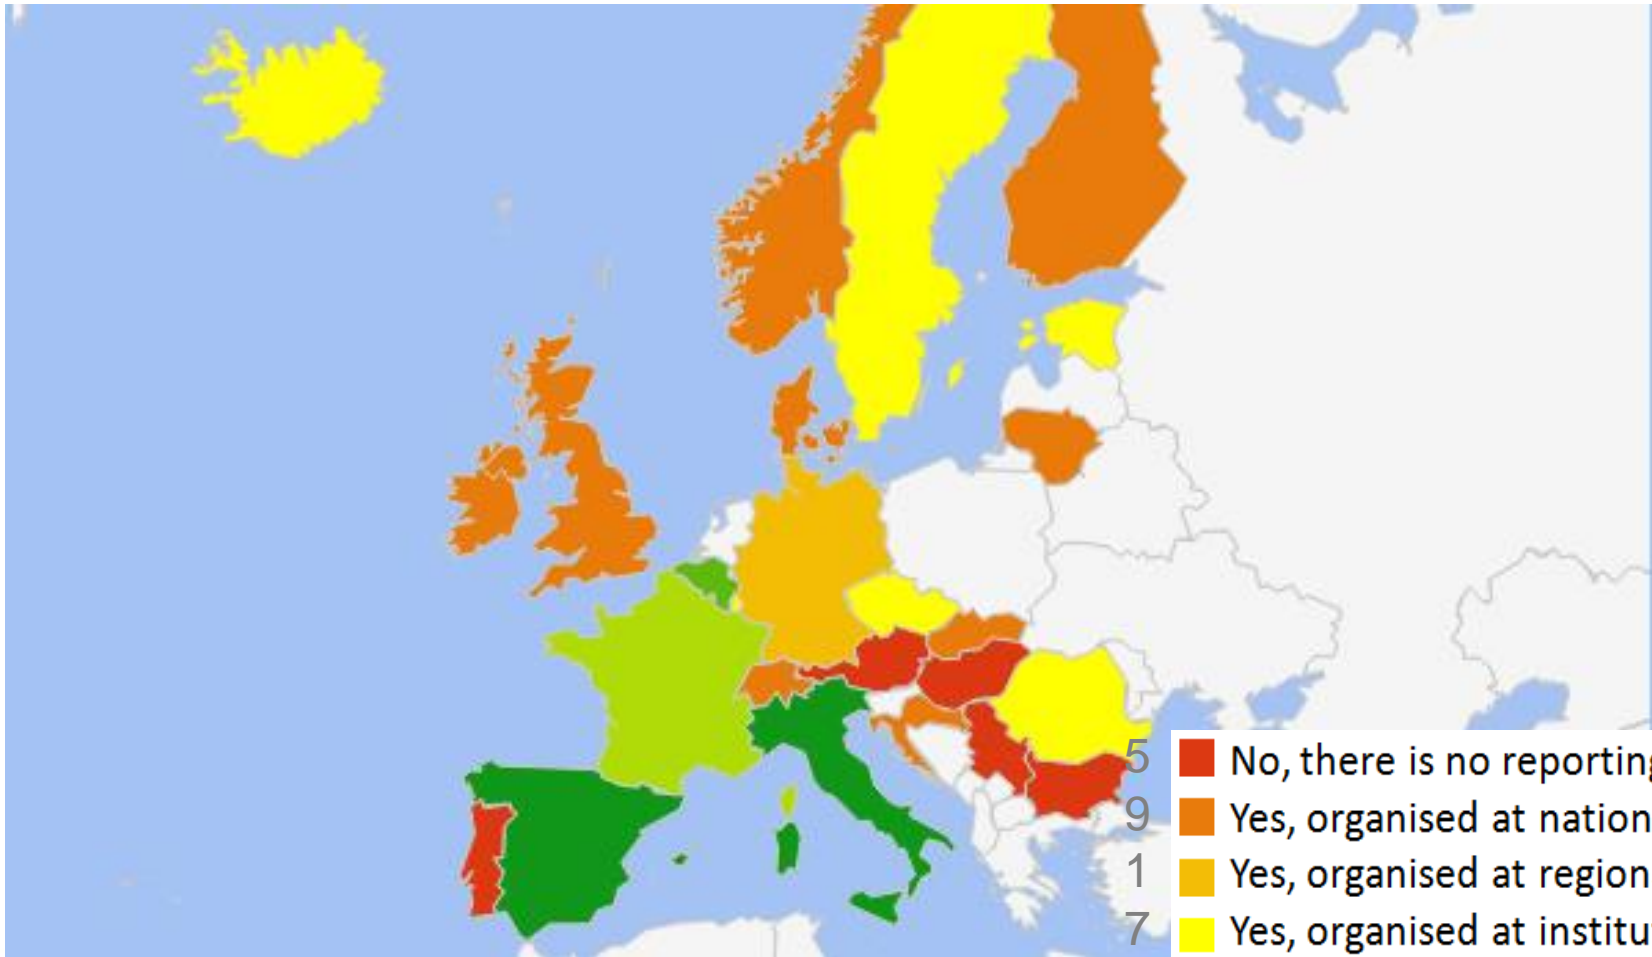 5 No, there is no reporting
9 Yes, organised at nation
1 Yes, organised at region
7 Yes, organised at institu